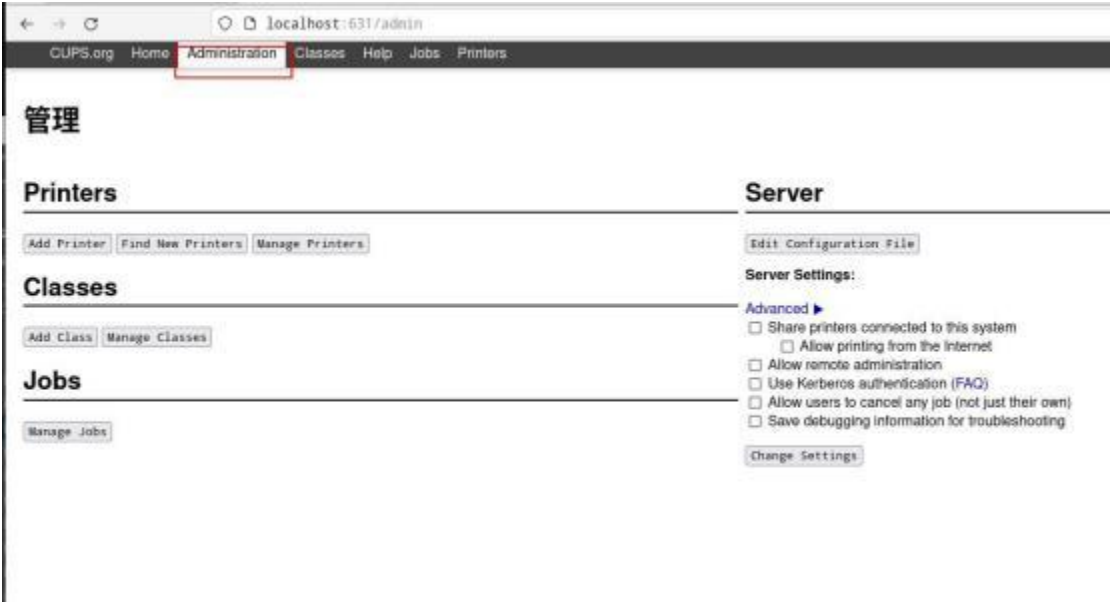 localhost:631/admin
CUPS.org Home Administration Classes Help Jobs Printers
管理
Printers
Add Printer Find New Printers Manage Printers
Classes
Add Class Manage Classes
Jobs
Manage Jobs
Server
Edit Configuration File
Server Settings:
Advanced ▶
Share printers connected to this system
Allow printing from the Internet
Allow remote administration
Use Kerberos authentication (FAQ)
Allow users to cancel any job (not just their own)
Save debugging information for troubleshooting
Change Settings